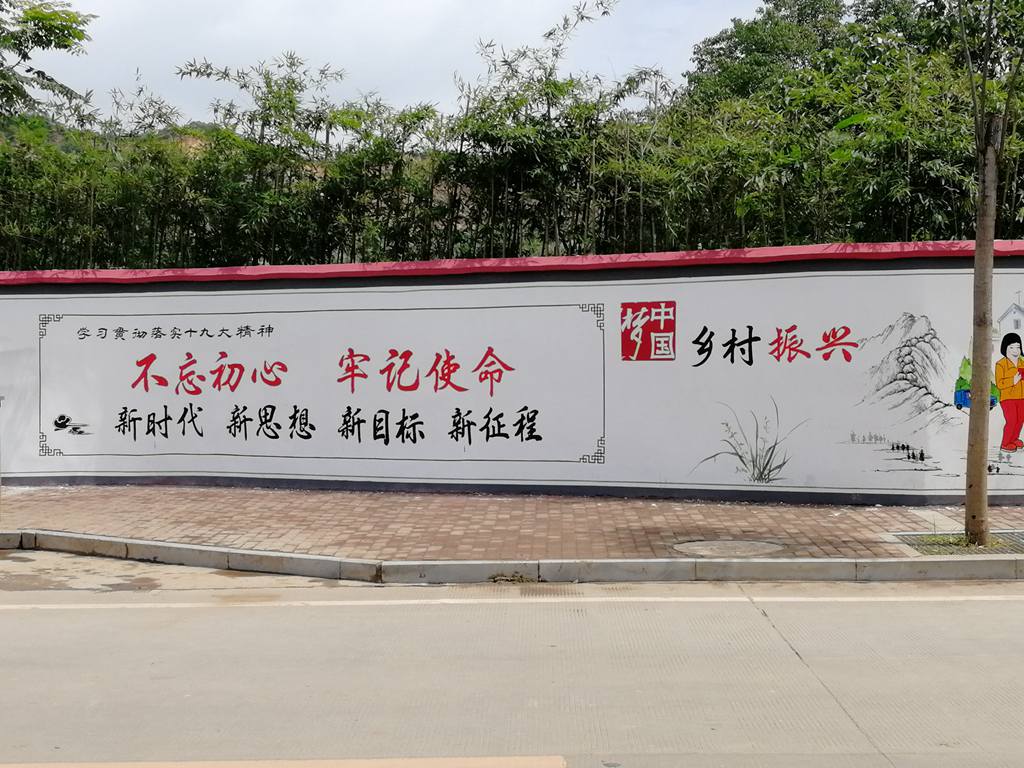 学习贯彻落实十九大精神
不忘初心 牢记使命
新时代 新思想 新目标 新征程
中国梦
乡村振兴